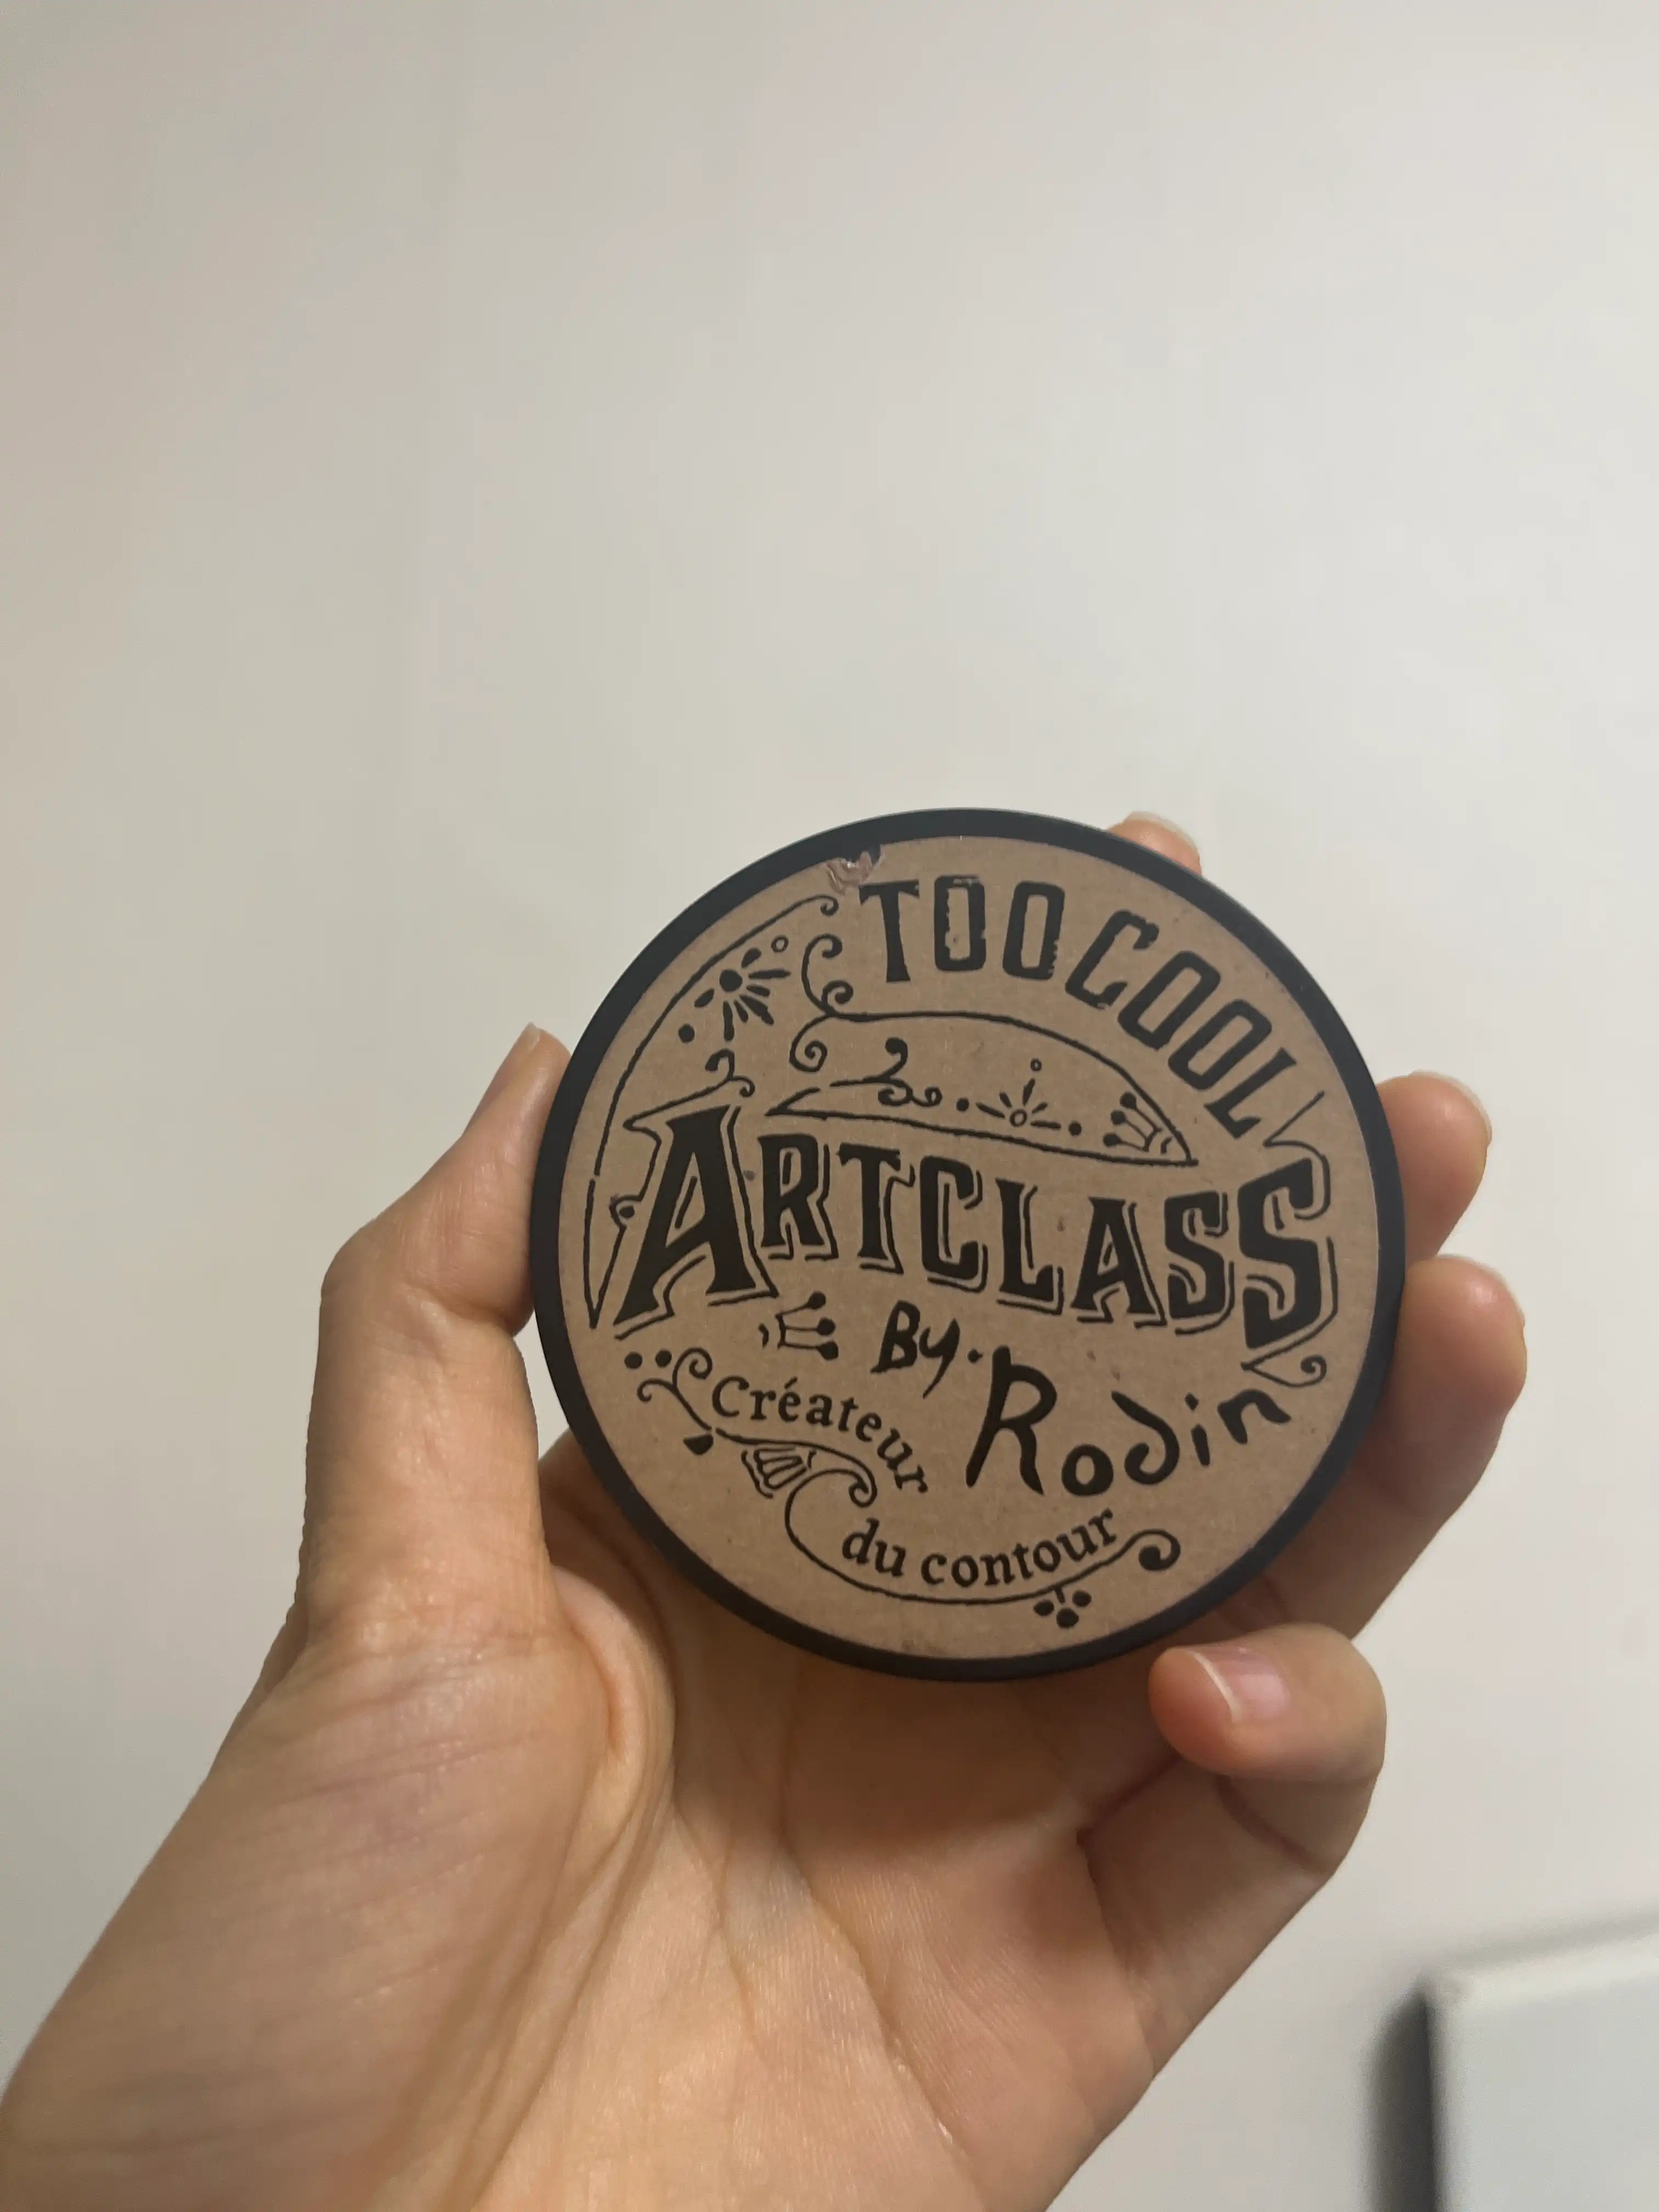 TOO COOL
ARTCLASS
By. Rodin
Créateur
du contour